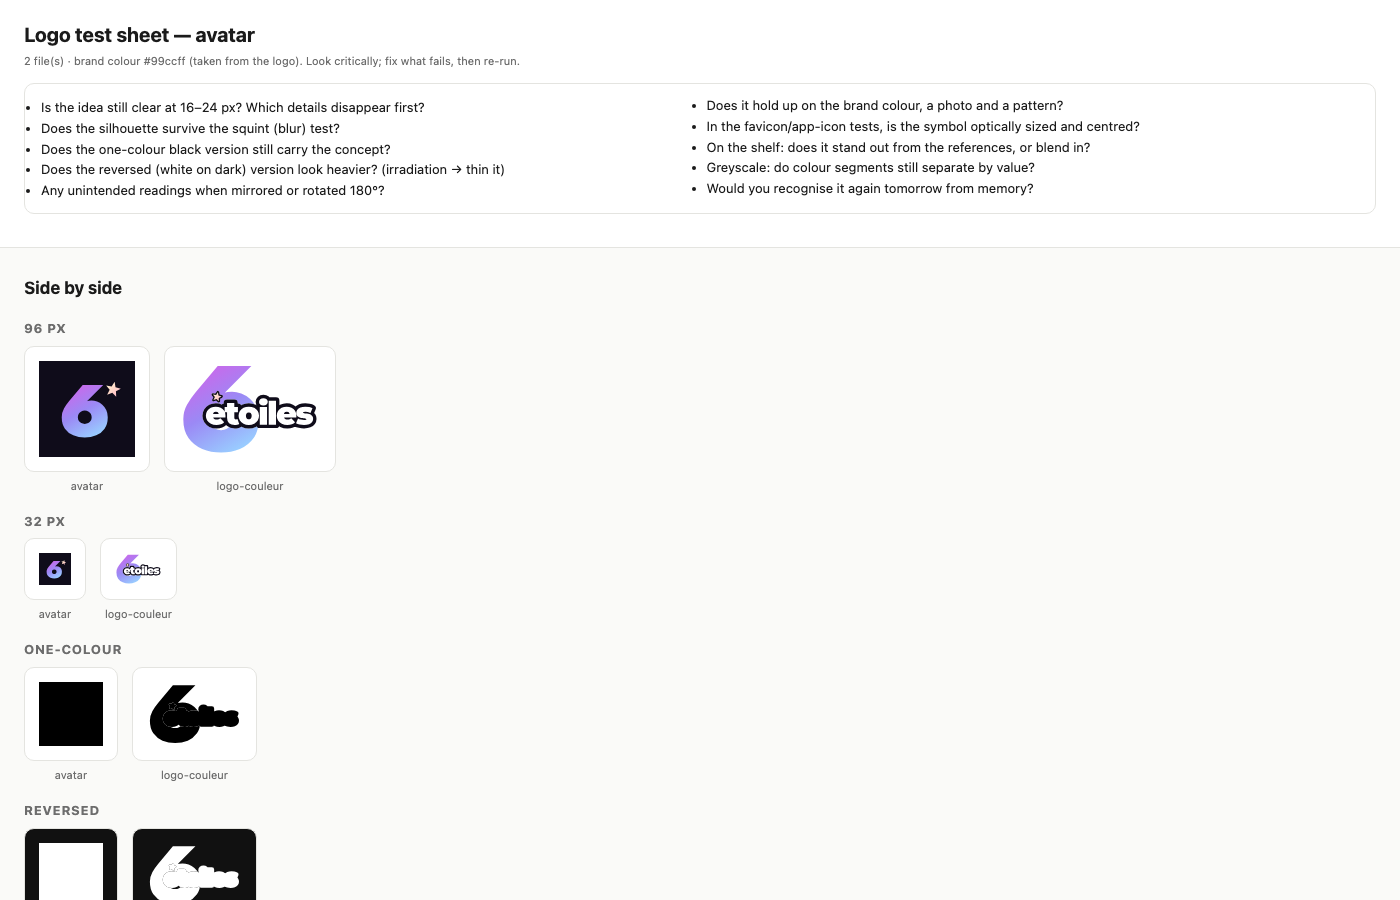 Logo test sheet — avatar
2 file(s) · brand colour #99ccff (taken from the logo). Look critically; fix what fails, then re-run.
• Is the idea still clear at 16–24 px? Which details disappear first?
• Does the silhouette survive the squint (blur) test?
• Does the one-colour black version still carry the concept?
• Does the reversed (white on dark) version look heavier? (irradiation → thin it)
• Any unintended readings when mirrored or rotated 180°?
• Does it hold up on the brand colour, a photo and a pattern?
• In the favicon/app-icon tests, is the symbol optically sized and centred?
• On the shelf: does it stand out from the references, or blend in?
• Greyscale: do colour segments still separate by value?
• Would you recognise it again tomorrow from memory?
Side by side
96 PX
6
6 etoiles
avatar
logo-couleur
32 PX
6
6 etoiles
avatar
logo-couleur
ONE-COLOUR
6
avatar
logo-couleur
REVERSED
6